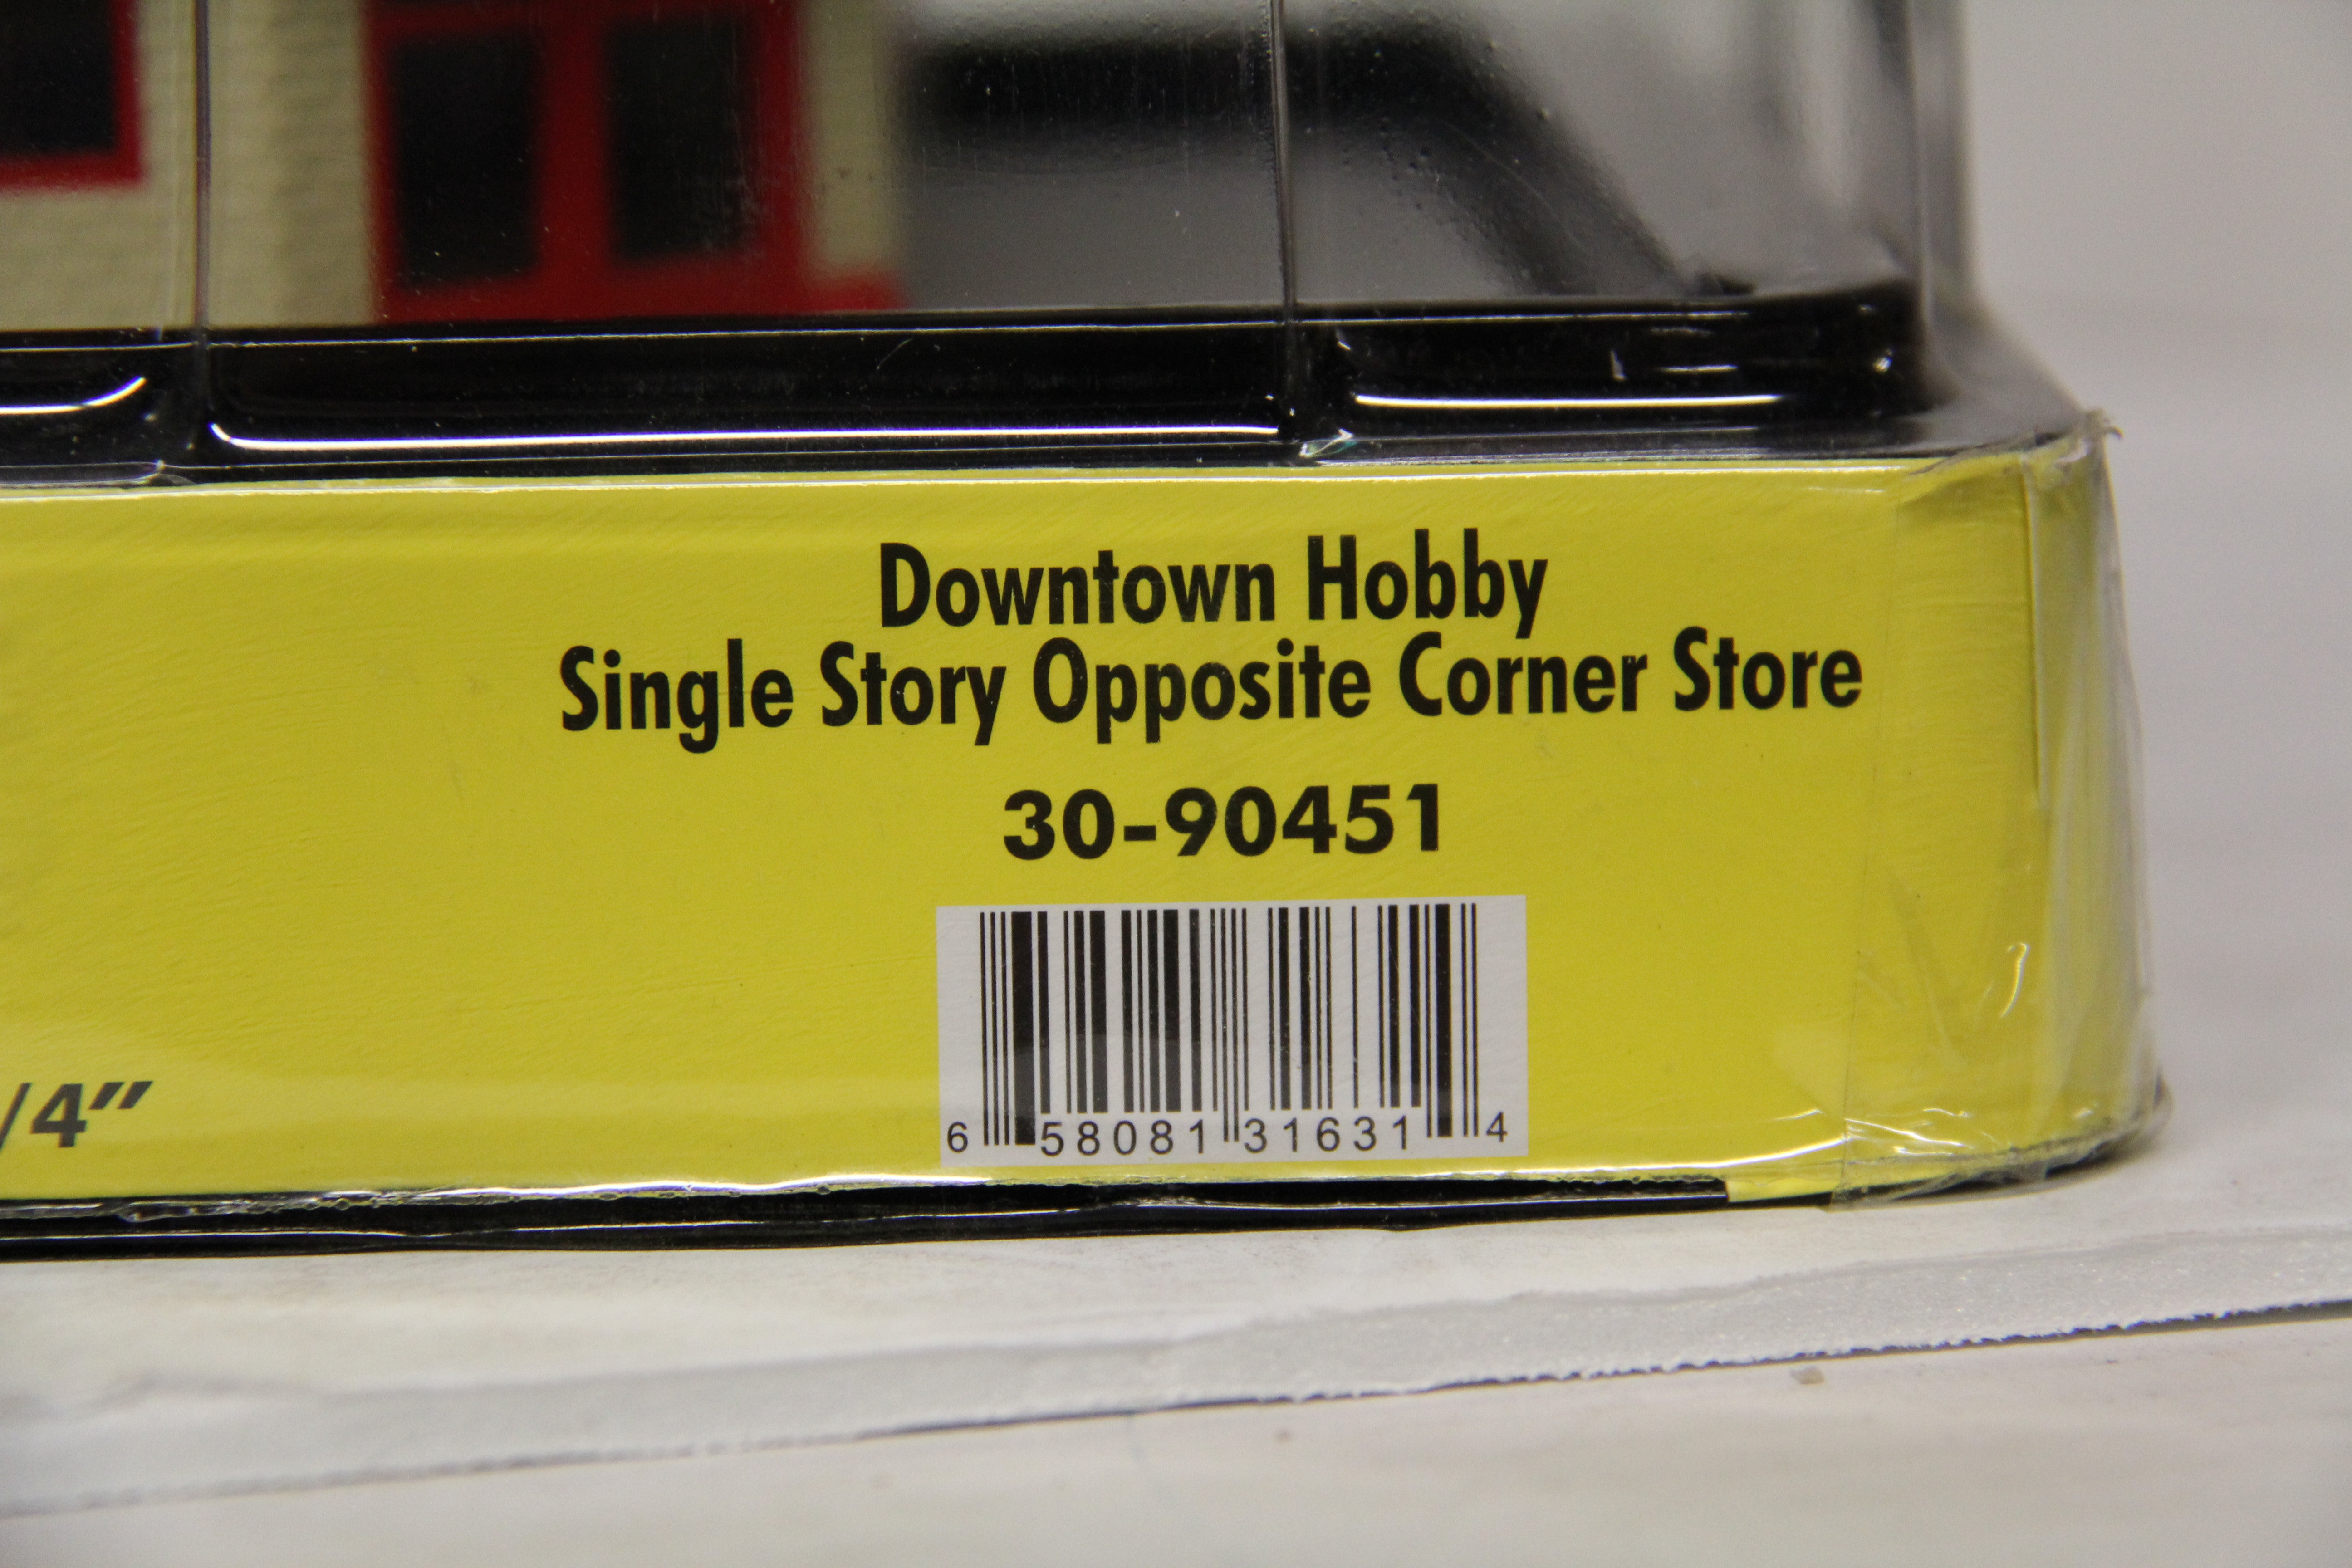 Downtown Hobby
Single Story Opposite Corner Store
30-90451
/4″
6 58081 31631 4